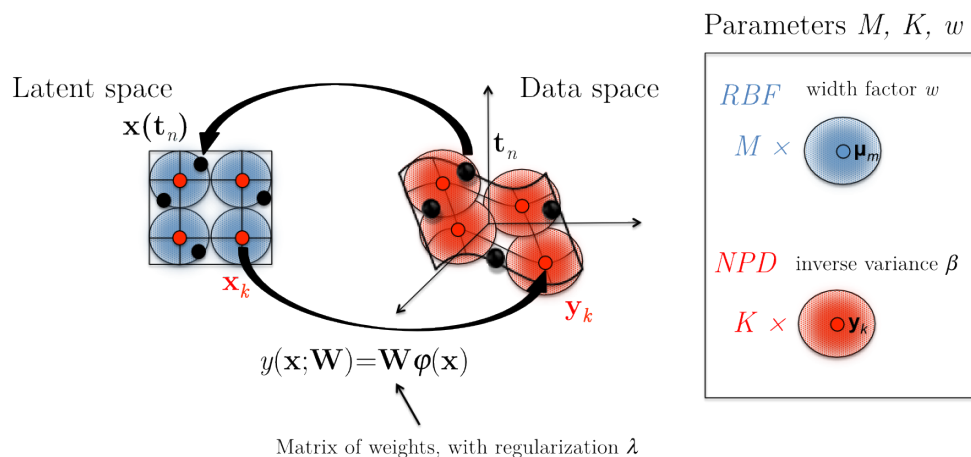 Parameters M, K, w
Latent space
Data space
x(tₙ)
tₙ
RBF width factor w
M × μₘ
xₖ
yₖ
NPD inverse variance β
K × yₖ
y(x;W)=Wφ(x)
Matrix of weights, with regularization λ